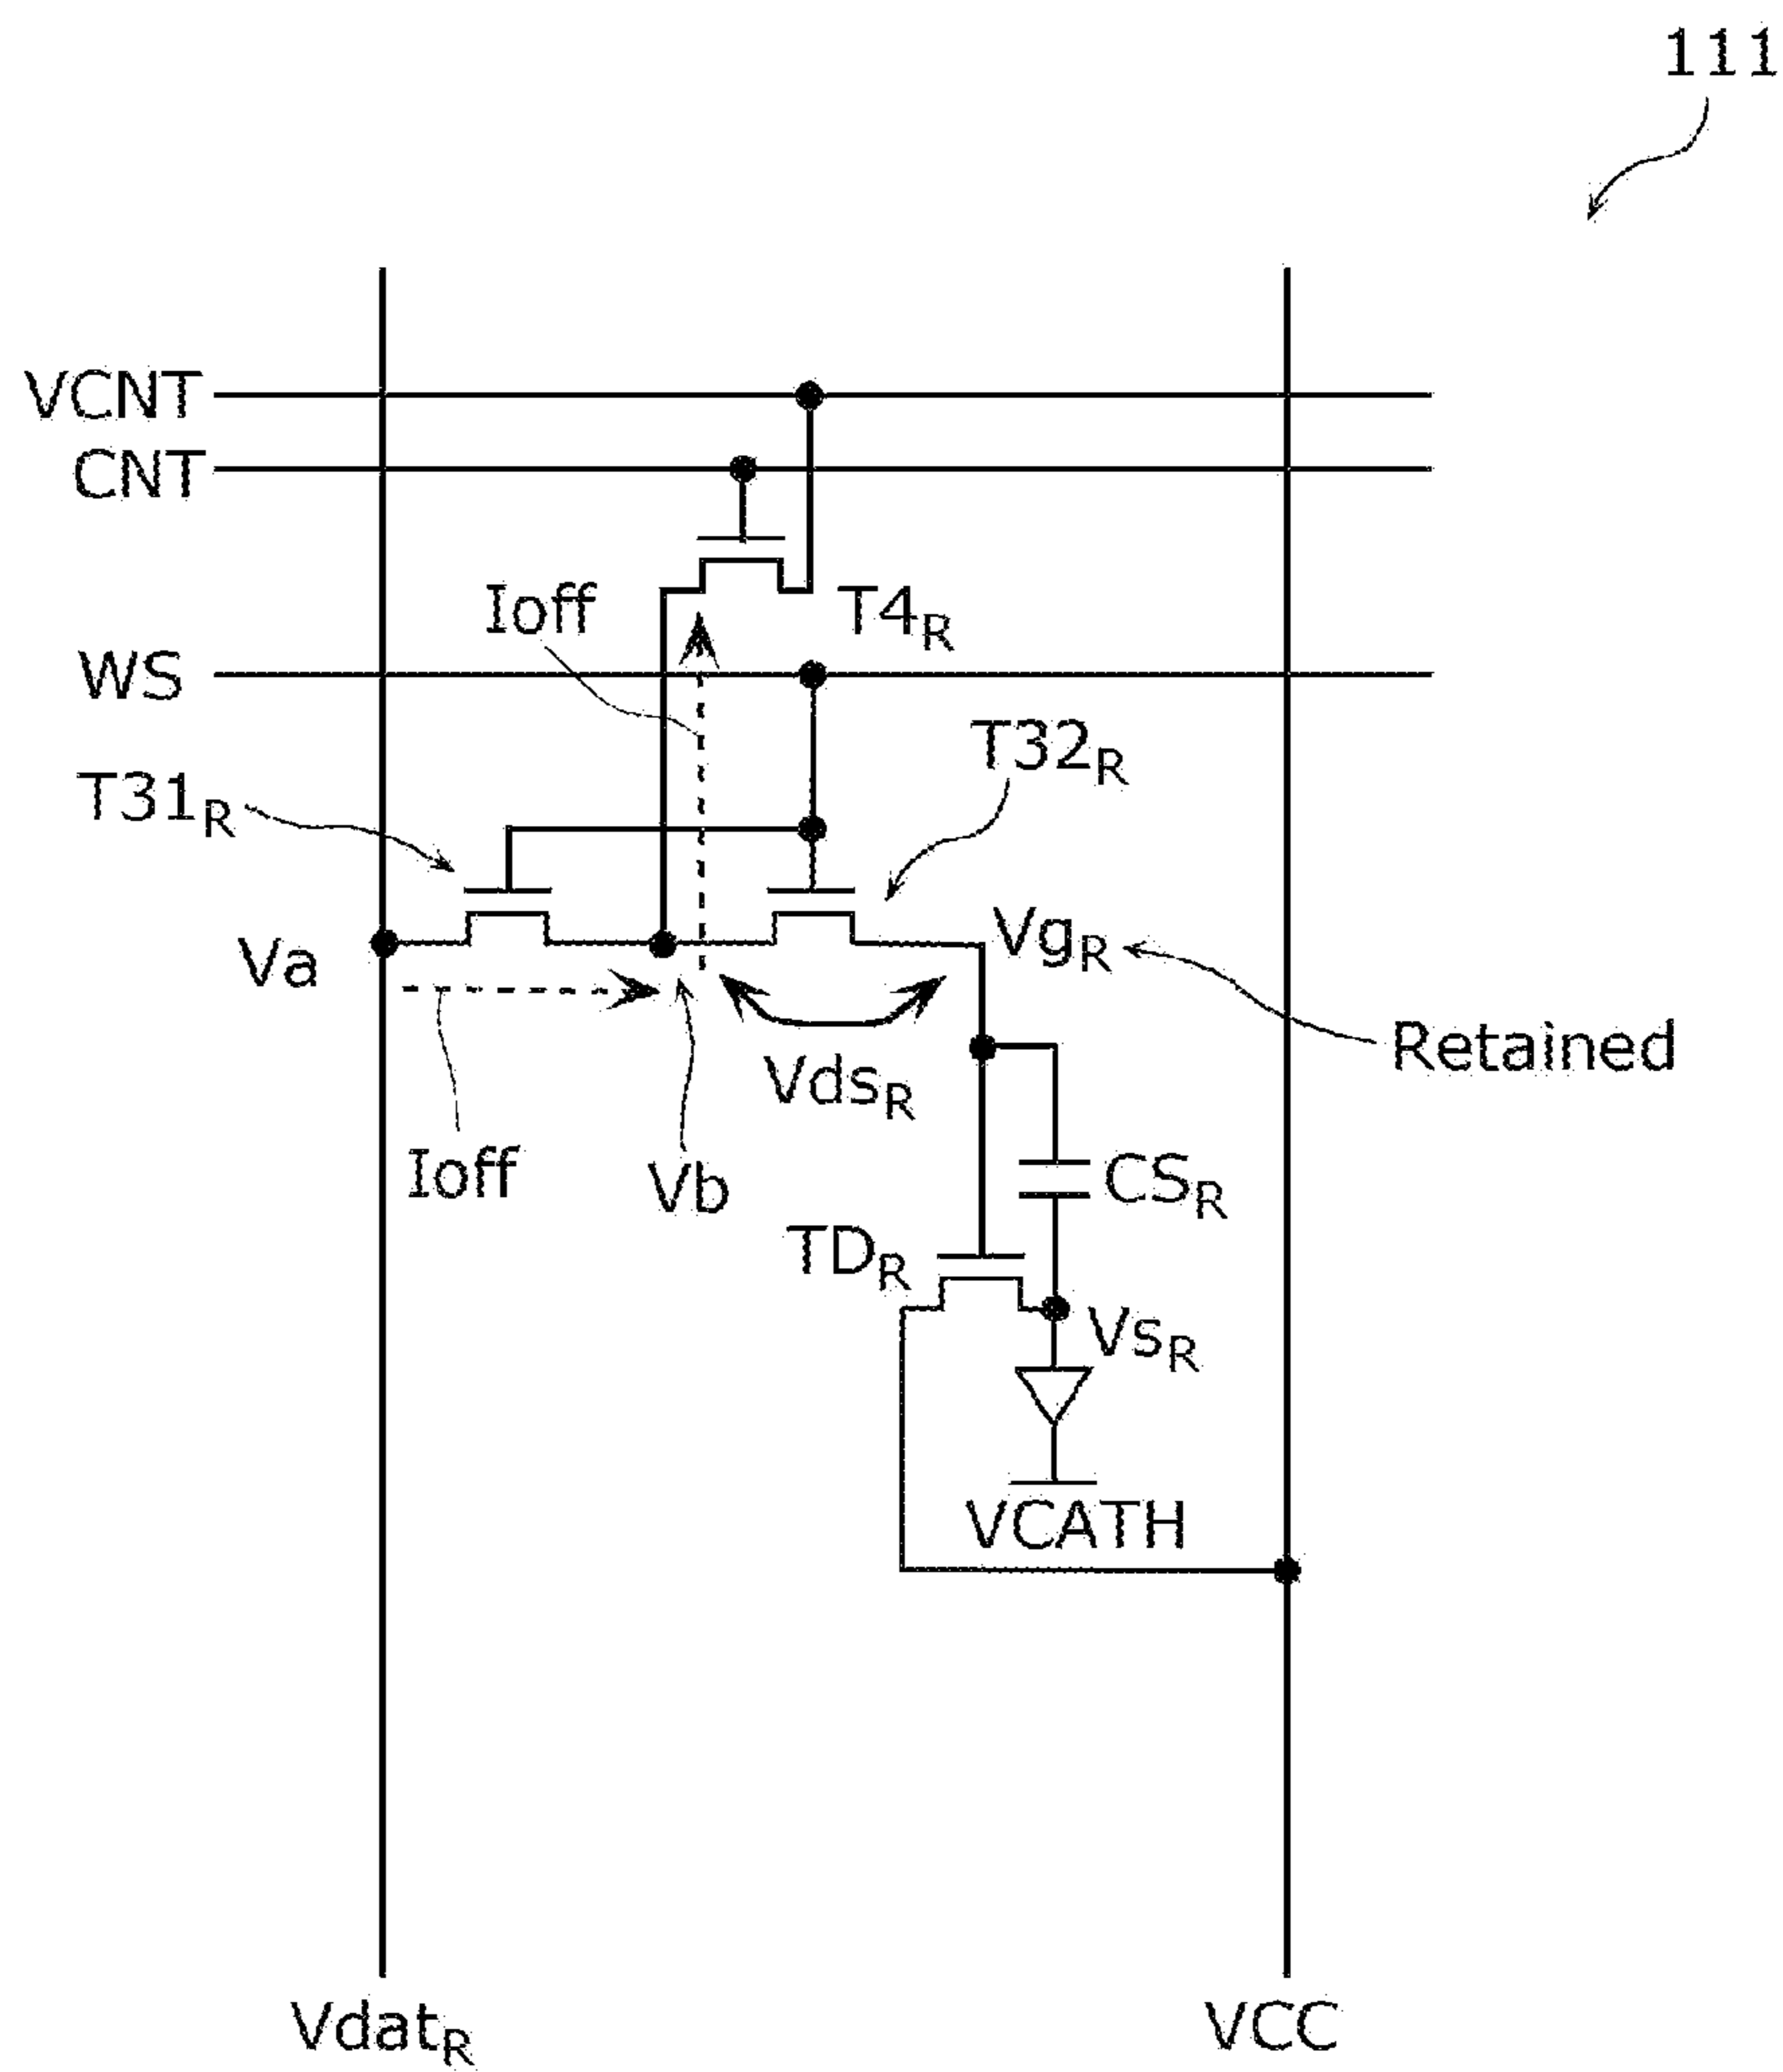 111
VCNT
CNT
Ioff
T4R
WS
T32R
T31R
Va
VgR
Retained
VdsR
Ioff
Vb
CSR
TDR
VsR
VCATH
VdatR
VCC